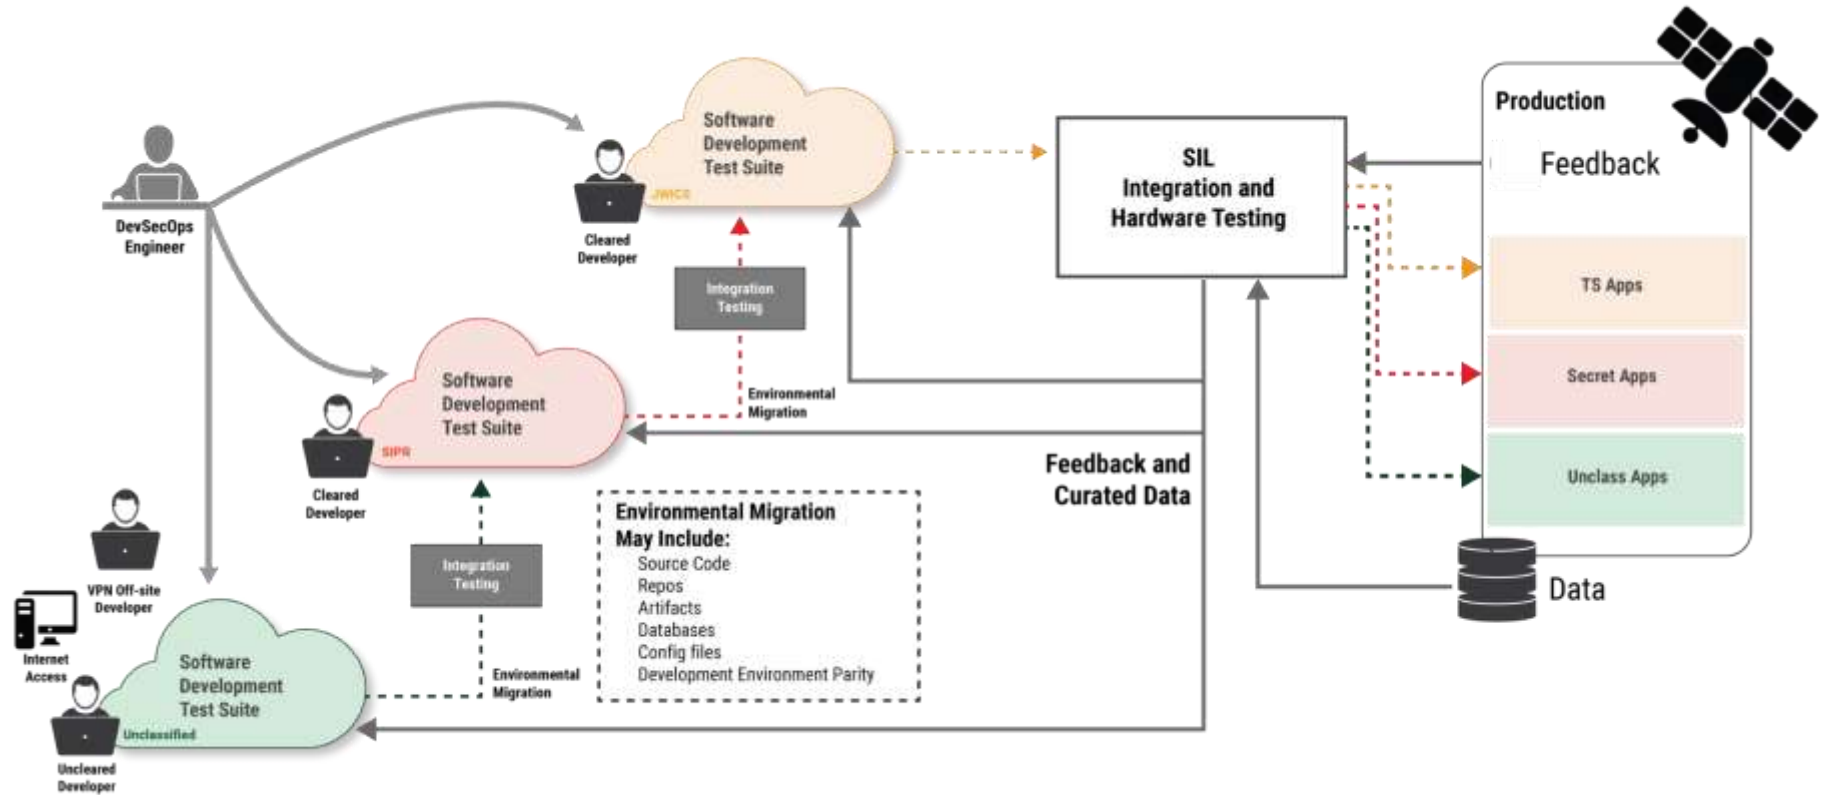 Production
Feedback
Software
Development
Test Suite
JWICS
SIL
Integration and
Hardware Testing
DevSecOps
Engineer
Cleared
Developer
Integration
Testing
TS Apps
Software
Development
Test Suite
SIPR
Environmental
Migration
Secret Apps
Feedback and
Curated Data
Unclass Apps
Cleared
Developer
Environmental Migration
May Include:
Source Code
Repos
Artifacts
Databases
Config files
Development Environment Parity
Integration
Testing
VPN Off-site
Developer
Data
Internet
Access
Software
Development
Test Suite
Unclassified
Environmental
Migration
Uncleared
Developer